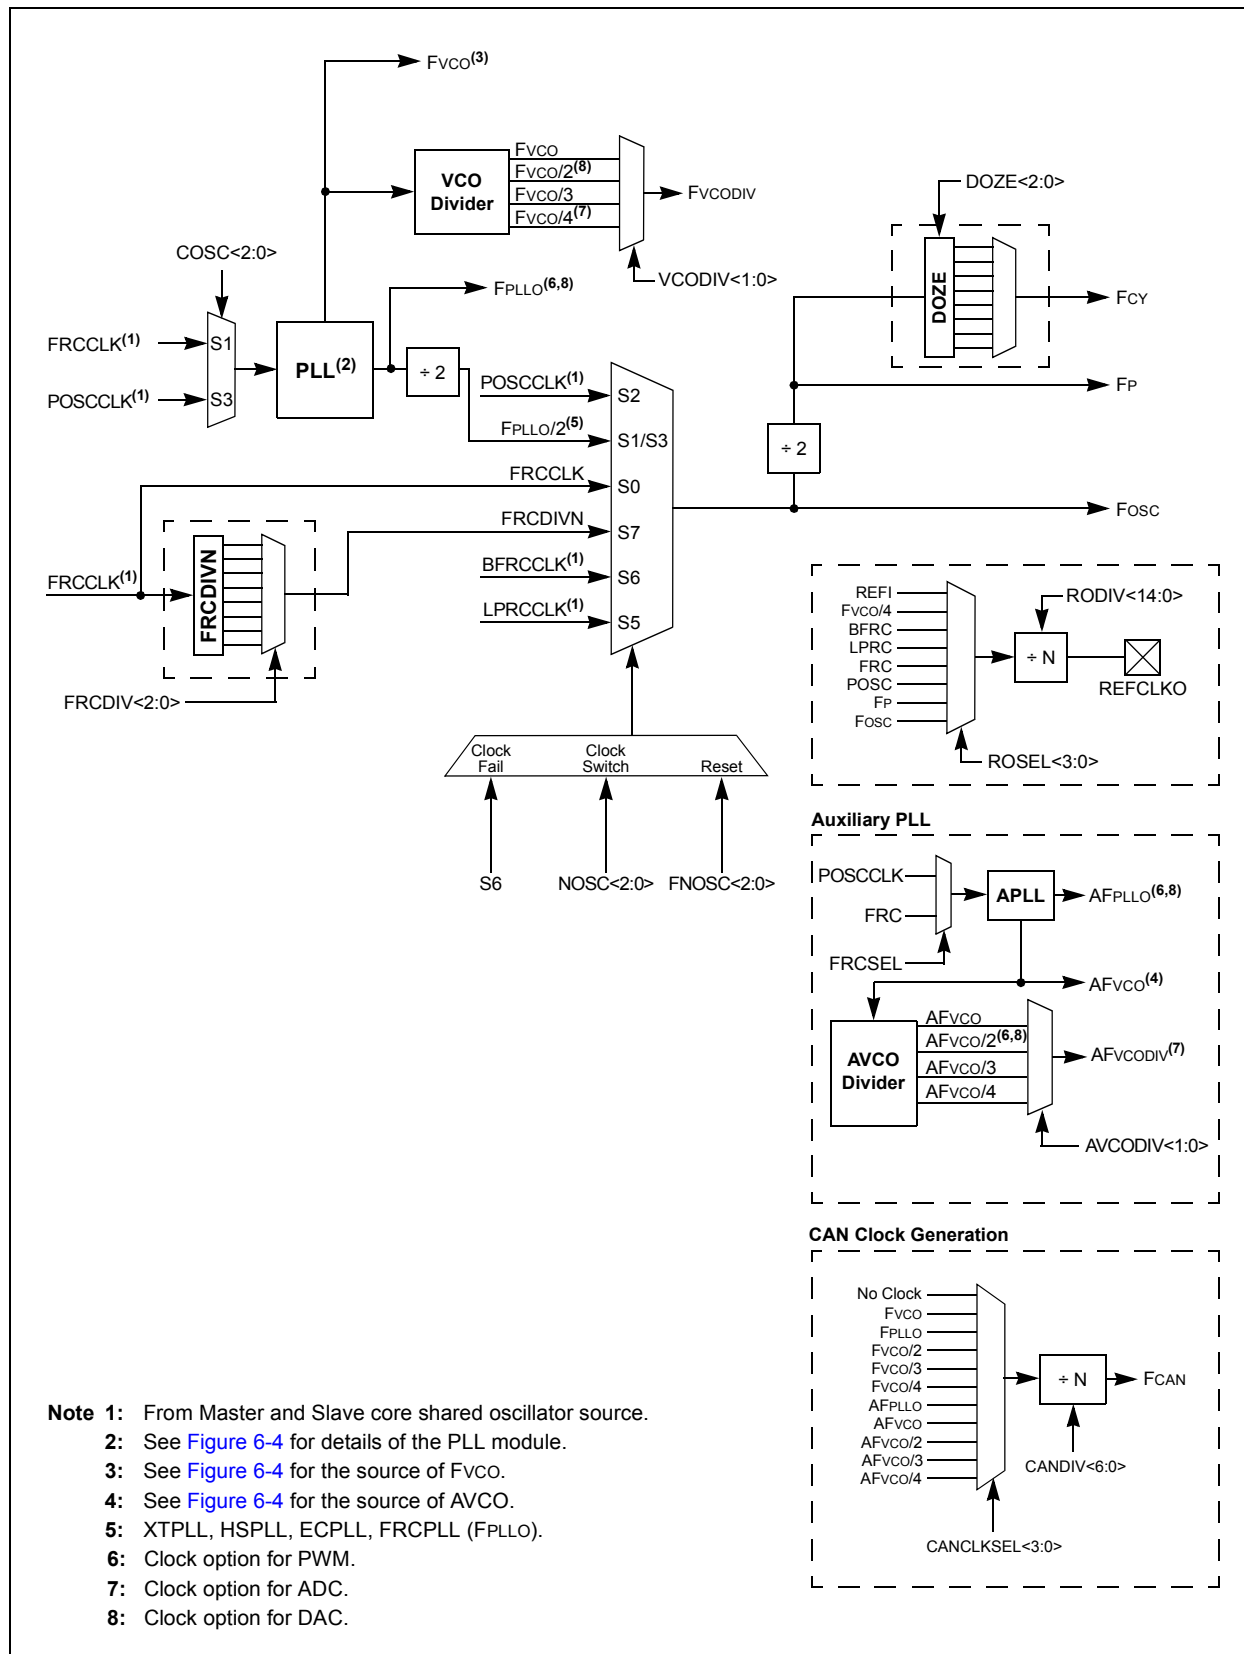 FVCO(3)
VCO Divider
FVCO
FVCO/2(8)
FVCO/3
FVCO/4(7)
FVCODIV
VCODIV<1:0>
DOZE<2:0>
DOZE
FCY
FP
÷ 2
FOSC
COSC<2:0>
FRCCLK(1)
POSCCLK(1)
S1
S3
PLL(2)
FPLLO(6,8)
÷ 2
POSCCLK(1)
S2
FPLLO/2(5)
S1/S3
FRCCLK
S0
FRCDIVN
S7
BFRCCLK(1)
S6
LPRCCLK(1)
S5
FRCCLK(1)
FRCDIVN
FRCDIV<2:0>
Clock Fail
Clock Switch
Reset
S6
NOSC<2:0>
FNOSC<2:0>
REFI
FVCO/4
BFRC
LPRC
FRC
POSC
FP
FOSC
RODIV<14:0>
÷ N
REFCLKO
ROSEL<3:0>
Auxiliary PLL
POSCCLK
FRC
FRCSEL
APLL
AFPLLO(6,8)
AFVCO(4)
AVCO Divider
AFVCO
AFVCO/2(6,8)
AFVCO/3
AFVCO/4
AFVCODIV(7)
AVCODIV<1:0>
CAN Clock Generation
No Clock
FVCO
FPLLO
FVCO/2
FVCO/3
FVCO/4
AFPLLO
AFVCO
AFVCO/2
AFVCO/3
AFVCO/4
÷ N
FCAN
CANDIV<6:0>
CANCLKSEL<3:0>
Note 1: From Master and Slave core shared oscillator source.
2: See Figure 6-4 for details of the PLL module.
3: See Figure 6-4 for the source of FVCO.
4: See Figure 6-4 for the source of AVCO.
5: XTPLL, HSPLL, ECPLL, FRCPLL (FPLLO).
6: Clock option for PWM.
7: Clock option for ADC.
8: Clock option for DAC.